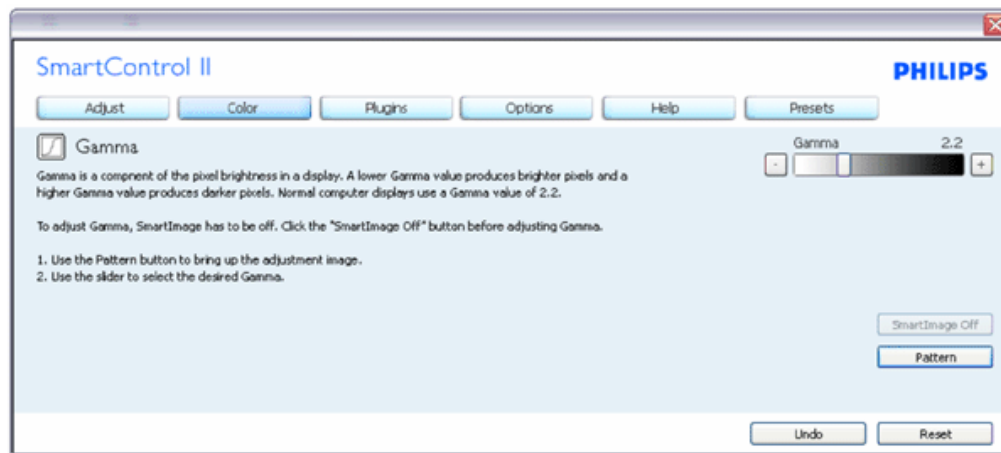 SmartControl II
PHILIPS
Adjust
Color
Plugins
Options
Help
Presets
Gamma
Gamma 2.2
- +
Gamma is a compnent of the pixel brightness in a display. A lower Gamma value produces brighter pixels and a
higher Gamma value produces darker pixels. Normal computer displays use a Gamma value of 2.2.
To adjust Gamma, SmartImage has to be off. Click the "SmartImage Off" button before adjusting Gamma.
1. Use the Pattern button to bring up the adjustment image.
2. Use the slider to select the desired Gamma.
SmartImage Off
Pattern
Undo
Reset